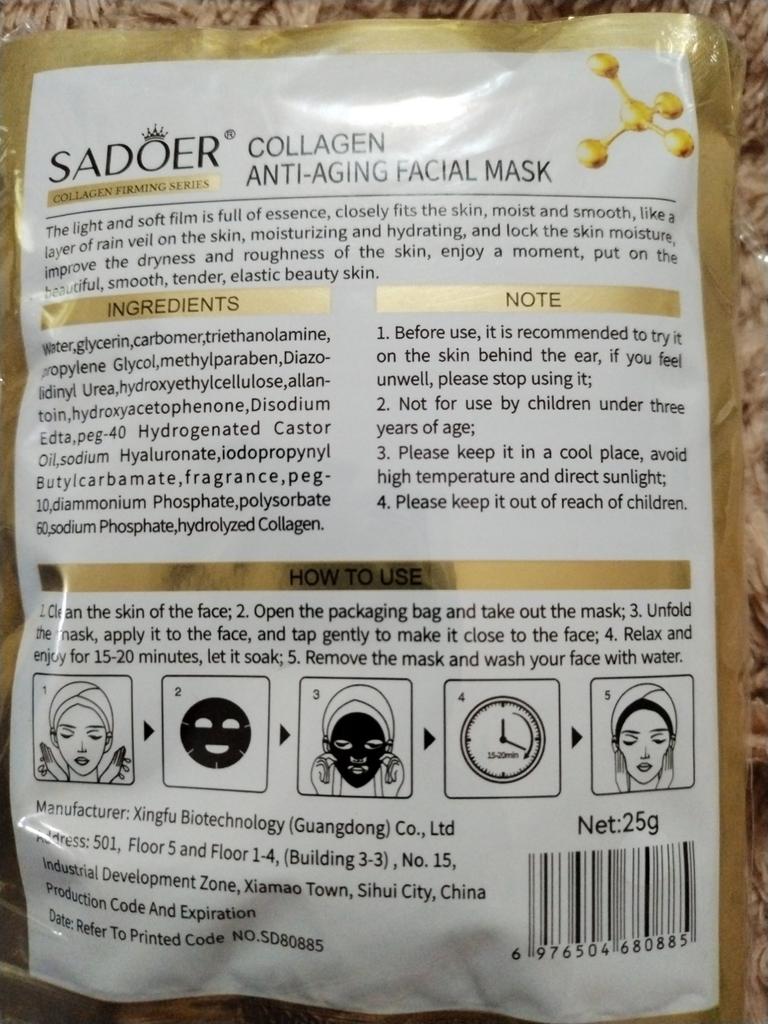 SADOER®
COLLAGEN FIRMING SERIES
COLLAGEN
ANTI-AGING FACIAL MASK
The light and soft film is full of essence, closely fits the skin, moist and smooth, like a
layer of rain veil on the skin, moisturizing and hydrating, and lock the skin moisture,
improve the dryness and roughness of the skin, enjoy a moment, put on the
beautiful, smooth, tender, elastic beauty skin.
INGREDIENTS
Water,glycerin,carbomer,triethanolamine,
propylene Glycol,methylparaben,Diazo-
lidinyl Urea,hydroxyethylcellulose,allan-
toin,hydroxyacetophenone,Disodium
Edta,peg-40 Hydrogenated Castor
Oil,sodium Hyaluronate,iodopropynyl
Butylcarbamate,fragrance,peg-
10,diammonium Phosphate,polysorbate
60,sodium Phosphate,hydrolyzed Collagen.
NOTE
1. Before use, it is recommended to try it
on the skin behind the ear, if you feel
unwell, please stop using it;
2. Not for use by children under three
years of age;
3. Please keep it in a cool place, avoid
high temperature and direct sunlight;
4. Please keep it out of reach of children.
HOW TO USE
1 Clean the skin of the face; 2. Open the packaging bag and take out the mask; 3. Unfold
the mask, apply it to the face, and tap gently to make it close to the face; 4. Relax and
enjoy for 15-20 minutes, let it soak; 5. Remove the mask and wash your face with water.
1
2
3
4
15-20min
5
Manufacturer: Xingfu Biotechnology (Guangdong) Co., Ltd
Address: 501, Floor 5 and Floor 1-4, (Building 3-3) , No. 15,
Industrial Development Zone, Xiamao Town, Sihui City, China
Production Code And Expiration
Date: Refer To Printed Code NO.SD80885
Net:25g
6 976504 680885